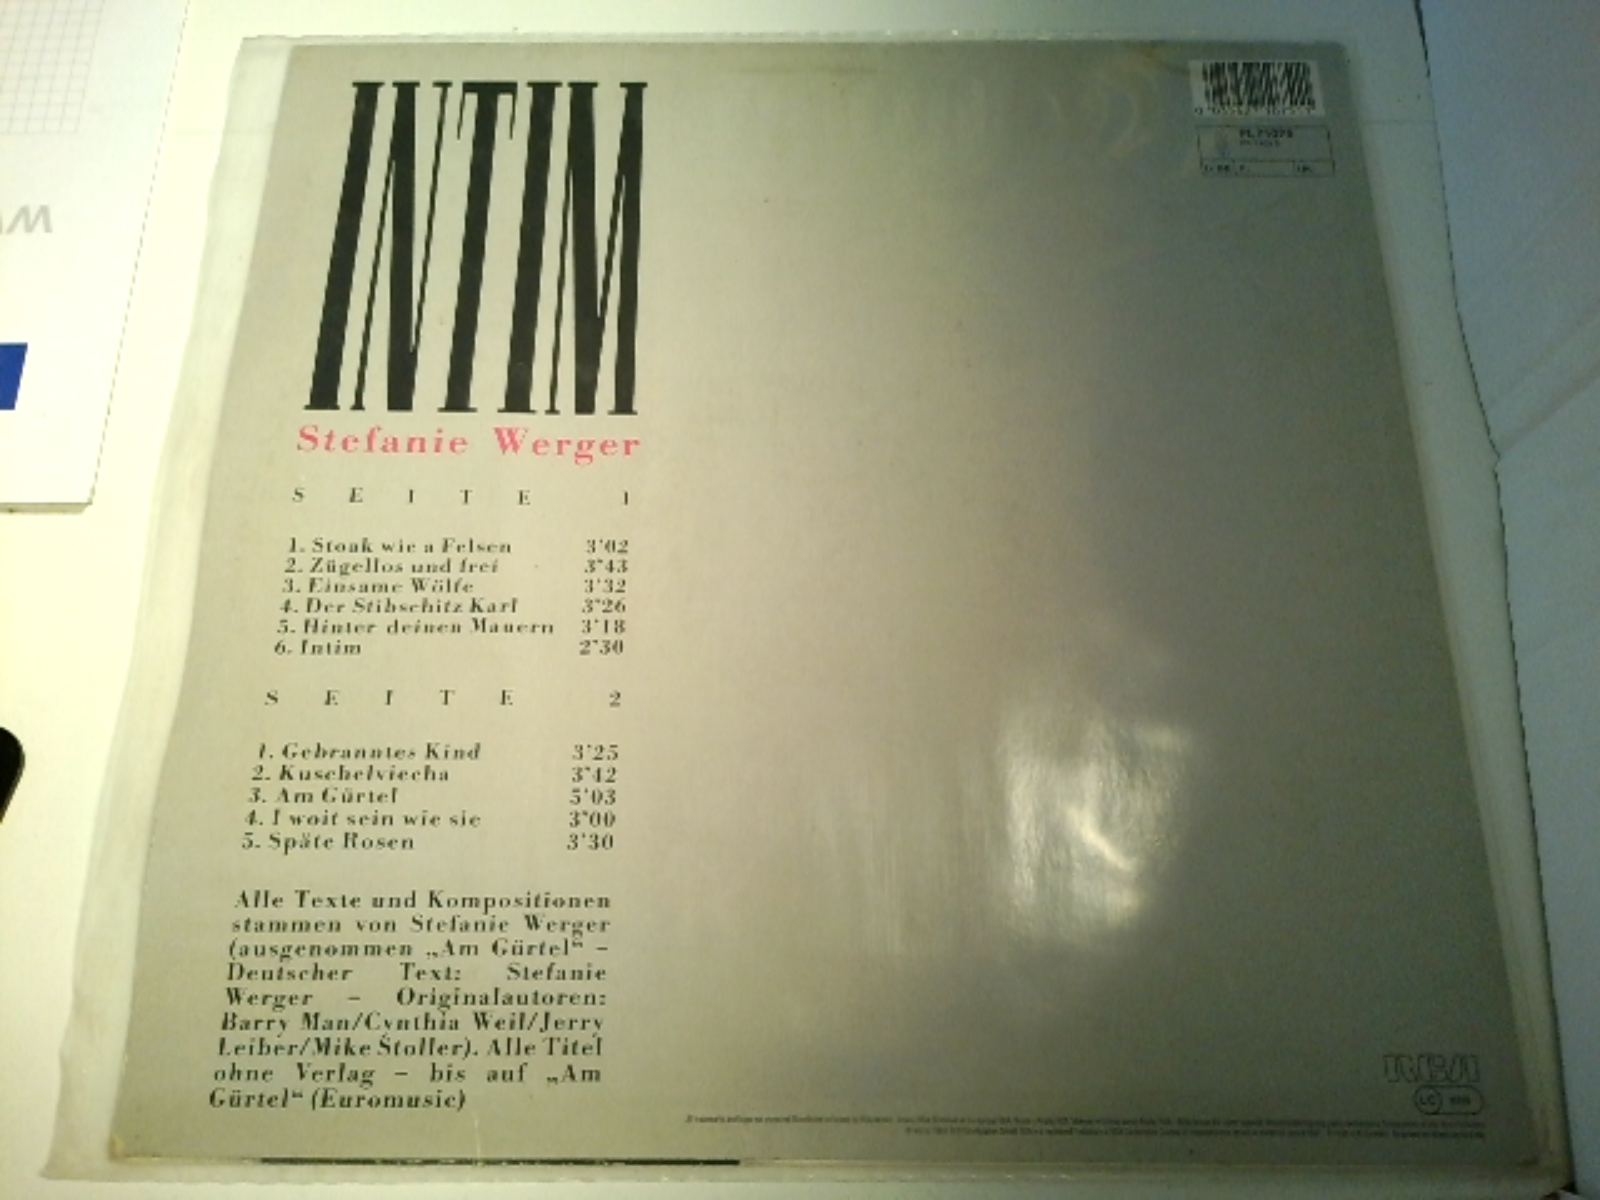 INTIM
Stefanie Werger
SEITE 1
1. Stoak wie a Felsen 3'02
2. Zügellos und frei 3'43
3. Einsame Wölfe 3'32
4. Der Stibschitz Karl 3'26
5. Hinter deinen Mauern 3'18
6. Intim 2'30
SEITE 2
1. Gebranntes Kind 3'25
2. Kuschelviecha 3'42
3. Am Gürtel 5'03
4. I woit sein wie sie 3'00
5. Späte Rosen 3'30
Alle Texte und Kompositionen
stammen von Stefanie Werger
(ausgenommen „Am Gürtel“ –
Deutscher Text: Stefanie
Werger – Originalautoren:
Barry Man/Cynthia Weil/Jerry
Leiber/Mike Stoller). Alle Titel
ohne Verlag – bis auf „Am
Gürtel“ (Euromusic)
RCA
LC